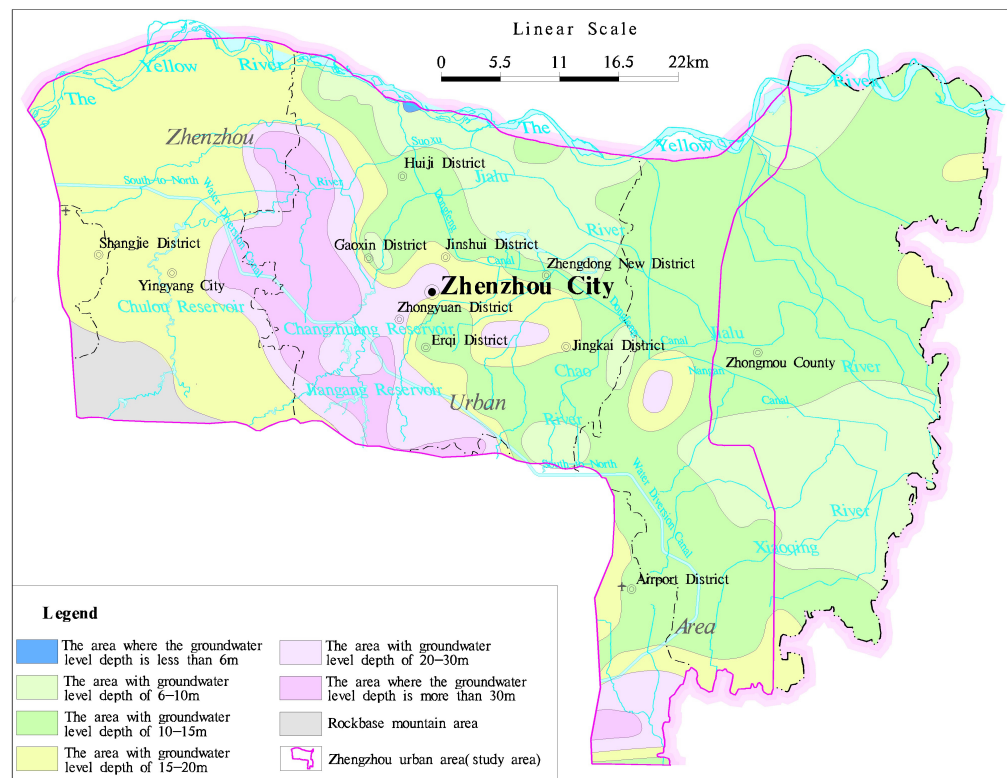 Linear Scale
0 5.5 11 16.5 22km
The Yellow River
The Yellow River
Zhenzhou
Suoxu
Huiji District
Jialu
River
South-to-North
Water Diversion Canal
River
Dongfeng
Canal
Shangjie District
Gaoxin District
Jinshui District
Zhengdong New District
Yingyang City
Zhenzhou City
Chulou Reservoir
Zhongyuan District
Changzhuang Reservoir
Erqi District
Jingkai District
Canal
Jialu
River
Zhongmou County
Nangan
Canal
Chao
River
Jiangang Reservoir
Urban
South-to-North
Water Diversion Canal
River
Xiaoqing
Airport District
Area
Legend
The area where the groundwater
level depth is less than 6m
The area with groundwater
level depth of 6-10m
The area with groundwater
level depth of 10-15m
The area with groundwater
level depth of 15-20m
The area with groundwater
level depth of 20-30m
The area where the groundwater
level depth is more than 30m
Rockbase mountain area
Zhengzhou urban area( study area)